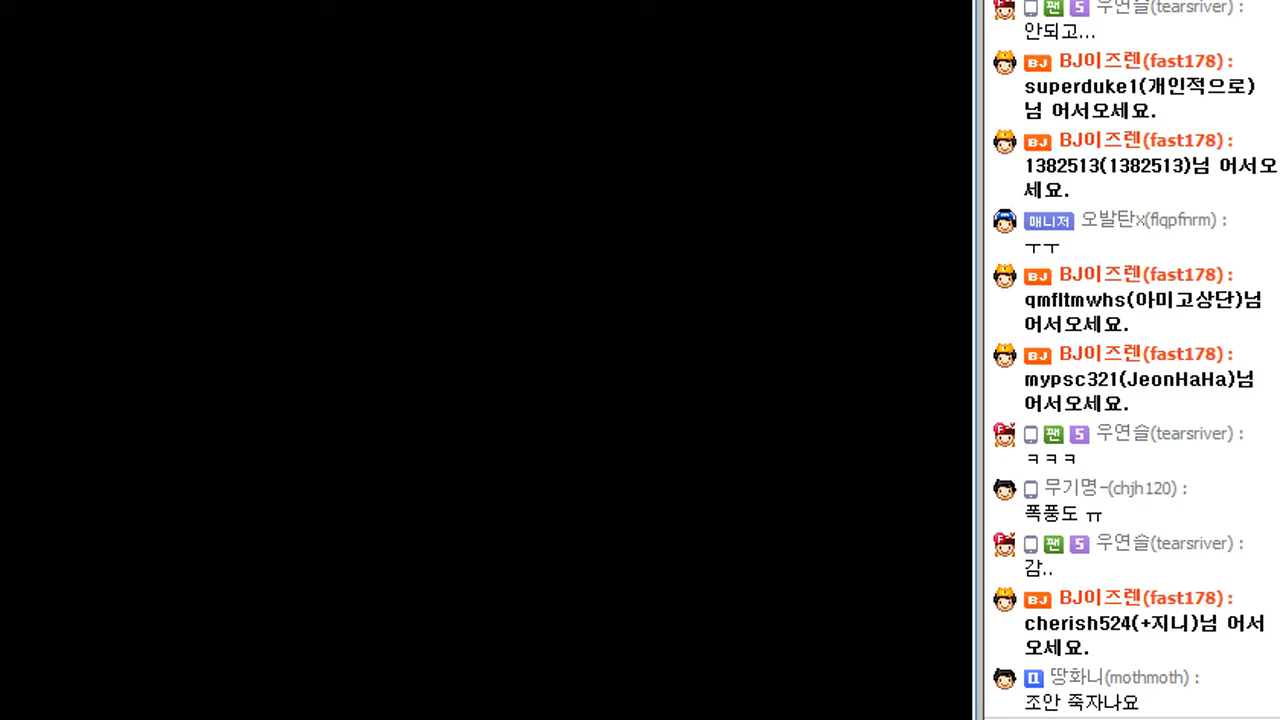 팬 S 우연슬(tearsriver) :
안되고...
BJ BJ이즈렌(fast178) :
superduke1(개인적으로)
님 어서오세요.
BJ BJ이즈렌(fast178) :
1382513(1382513)님 어서오
세요.
매니저 오발탄x(flqpfnrm) :
ㅜㅜ
BJ BJ이즈렌(fast178) :
qmfltmwhs(아미고상단)님
어서오세요.
BJ BJ이즈렌(fast178) :
mypsc321(JeonHaHa)님
어서오세요.
팬 S 우연슬(tearsriver) :
ㅋㅋㅋ
무기명-(chjh120) :
폭풍도 ㅠ
팬 S 우연슬(tearsriver) :
감..
BJ BJ이즈렌(fast178) :
cherish524(+지니)님 어서
오세요.
땅화니(mothmoth) :
조안 죽자나요